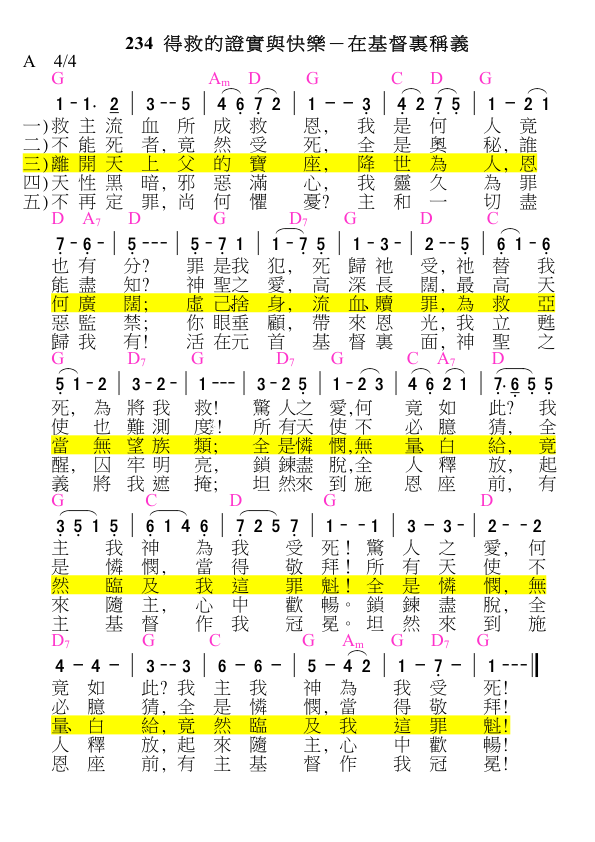 234 得救的證實與快樂－在基督裏稱義
A 4/4
G Am D G C D G
1 - 1. 2 | 3 -- 5 | 4 6 7 2 | 1 — — 3 | 4 2 7 5 | 1 — 2 1
一)救 主 流 血 所 成 救 恩, 我 是 何 人 竟
二)不 能 死 者, 竟 然 受 死, 全 是 奧 秘, 誰
三)離 開 天 上 父 的 寶 座, 降 世 為 人, 恩
四)天 性 黑 暗, 邪 惡 滿 心, 我 靈 久 為 罪
五)不 再 定 罪, 尚 何 懼 憂? 主 和 一 切 盡
D A7 D G D7 G D C
7 - 6 - | 5 --- | 5 - 7 1 | 1 - 7 5 | 1 - 3 - | 2 -- 5 | 6 1 - 6
也 有 分? 罪 是我 犯, 死 歸 祂 受, 祂 替 我
能 盡 知? 神 聖之 愛, 高 深 長 闊, 最 高 天
何 廣 闊; 虛 己、捨 身, 流 血、贖 罪, 為 救 亞
惡 監 禁; 你 眼垂 顧, 帶 來 恩 光, 我 立 甦
歸 我 有! 活 在元 首 基 督 裏 面, 神 聖 之
G D7 G D7 G C A7 D
5 1 - 2 | 3 - 2 - | 1 --- | 3 - 2 5 | 1 - 2 3 | 4 6 2 1 | 7. 6 5 5
死, 為 將 我 救! 驚 人之 愛, 何 竟 如 此? 我
使 也 難 測 度! 所 有天 使 不 必 臆 猜, 全
當 無 望 族 類; 全 是憐 憫, 無 量、 白 給, 竟
醒, 囚 牢 明 亮, 鎖 鍊盡 脫, 全 人 釋 放, 起
義 將 我 遮 掩; 坦 然來 到 施 恩 座 前, 有
G C D G D
3 5 1 5 | 6 1 4 6 | 7 2 5 7 | 1 - -1 | 3 — 3 - | 2 - -2
主 我 神 為 我 受 死! 驚 人 之 愛, 何
是 憐 憫, 當 得 敬 拜! 所 有 天 使 不
然 臨 及 我 這 罪 魁! 全 是 憐 憫, 無
來 隨 主, 心 中 歡 暢。 鎖 鍊 盡 脫, 全
主 基 督 作 我 冠 冕。 坦 然 來 到 施
D7 G C G Am G D7 G
4 — 4 — | 3 -- 3 | 6 — 6 — | 5 — 4 2 | 1 — 7 — | 1 ---
竟 如 此? 我 主 我 神 為 我 受 死!
必 臆 猜, 全 是 憐 憫, 當 得 敬 拜!
量、 白 給, 竟 然 臨 及 我 這 罪 魁!
人 釋 放, 起 來 隨 主, 心 中 歡 暢!
恩 座 前, 有 主 基 督 作 我 冠 冕!